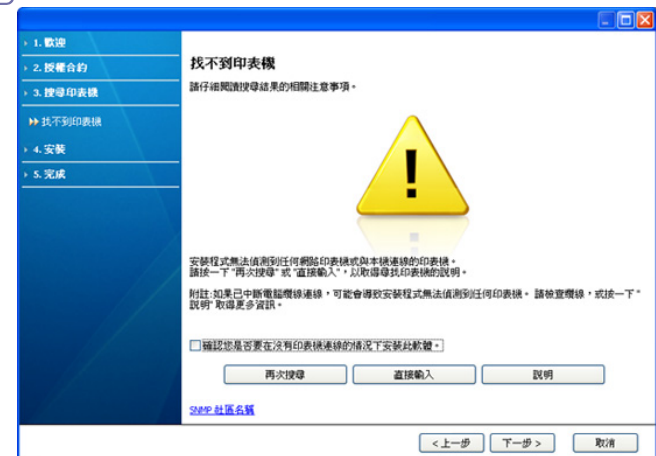 1. 歡迎
2. 授權合約
3. 搜尋印表機
找不到印表機
4. 安裝
5. 完成
找不到印表機
請仔細閱讀搜尋結果的相關注意事項。
安裝程式無法偵測到任何網路印表機或與本機連線的印表機。
請按一下 "再次搜尋" 或 "直接輸入"，以取得尋找印表機的說明。
附註:如果已中斷電腦纜線連線，可能會導致安裝程式無法偵測到任何印表機。 請檢查纜線，或按一下 "
說明" 取得更多資訊。
確認您是否要在沒有印表機連線的情況下安裝此軟體。
再次搜尋 直接輸入 說明
SNMP 社區名稱
< 上一步 下一步 > 取消